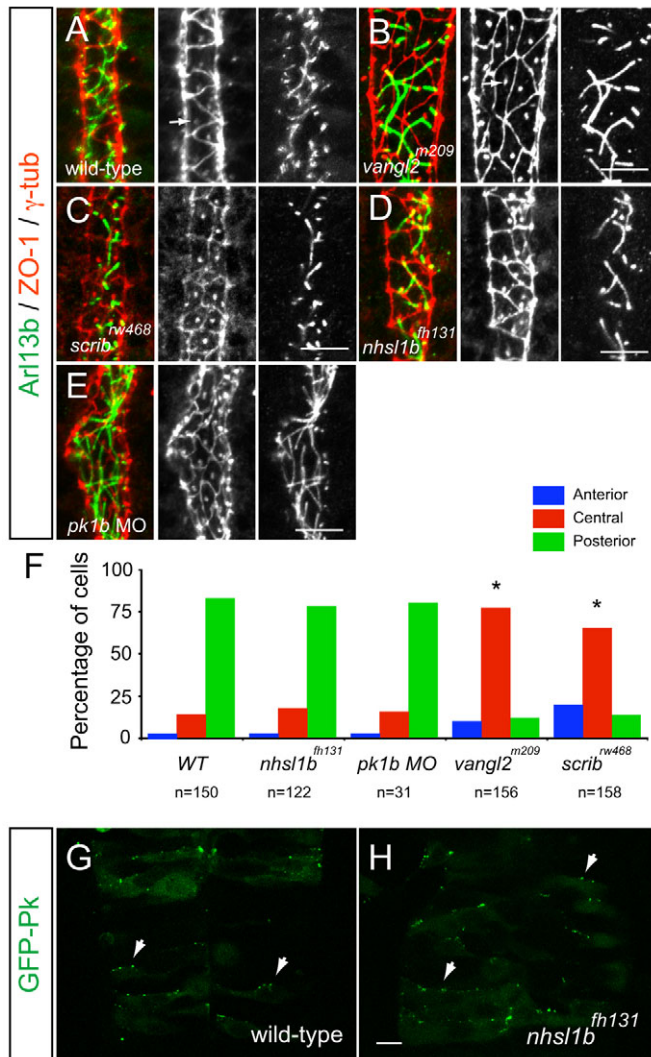 Arl13b / ZO-1 / γ-tub
A
wild-type
B
vangl2 m209
C
scrib rw468
D
nhsl1b fh131
E
pk1b MO
Anterior
Central
Posterior
F
Percentage of cells
100
75
50
25
0
* *
WT nhsl1b fh131 pk1b MO vangl2 m209 scrib rw468
n=150 n=122 n=31 n=156 n=158
GFP-Pk
G
wild-type
H
nhsl1b fh131